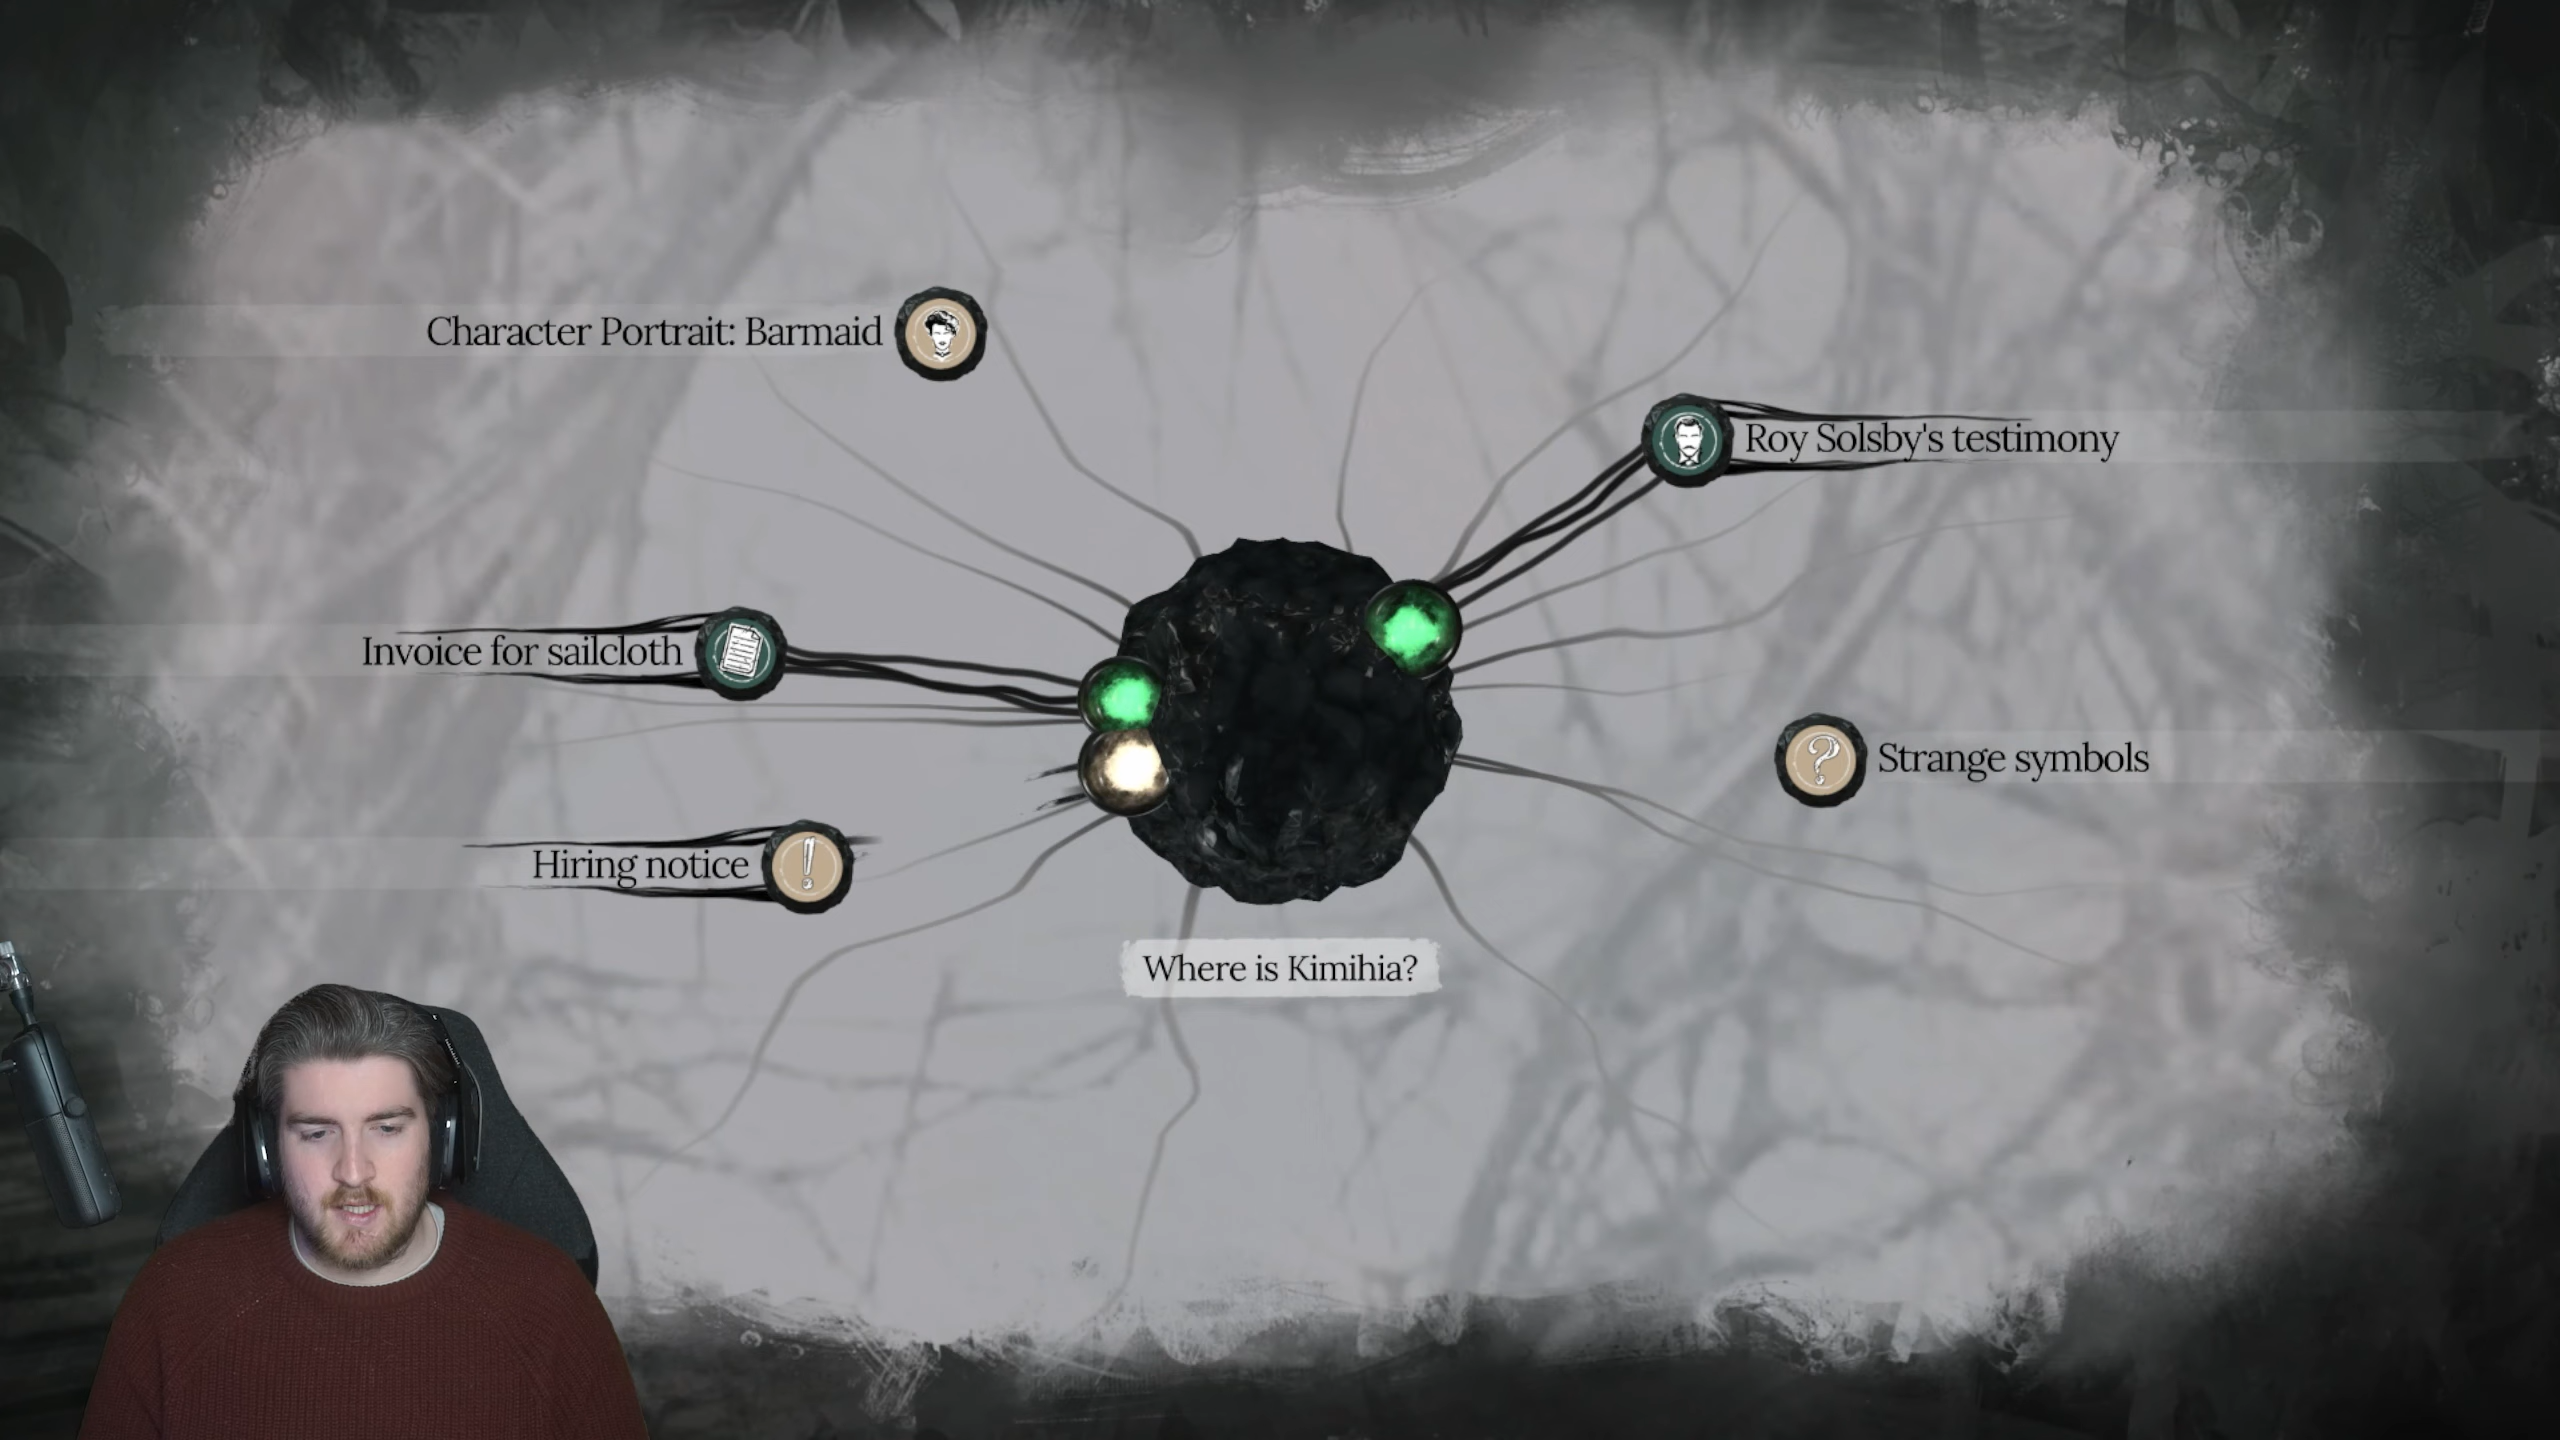 Character Portrait: Barmaid
Roy Solsby's testimony
Invoice for sailcloth
Strange symbols
Hiring notice
Where is Kimihia?